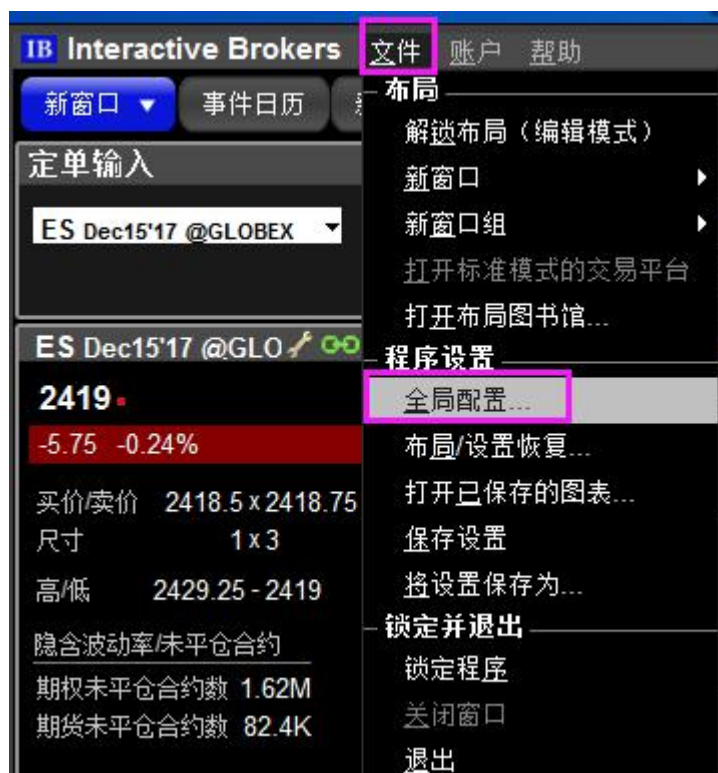 IB Interactive Brokers 文件 账户 帮助
新窗口 事件日历
定单输入
ES Dec15'17 @GLOBEX
ES Dec15'17 @GLO
2419
-5.75 -0.24%
买价/卖价 2418.5 x 2418.75
尺寸 1 x 3
高/低 2429.25 - 2419
隐含波动率/未平仓合约
期权未平仓合约数 1.62M
期货未平仓合约数 82.4K
布局
解锁布局（编辑模式）
新窗口
新窗口组
打开标准模式的交易平台
打开布局图书馆...
程序设置
全局配置...
布局/设置恢复...
打开已保存的图表...
保存设置
将设置保存为...
锁定并退出
锁定程序
关闭窗口
退出